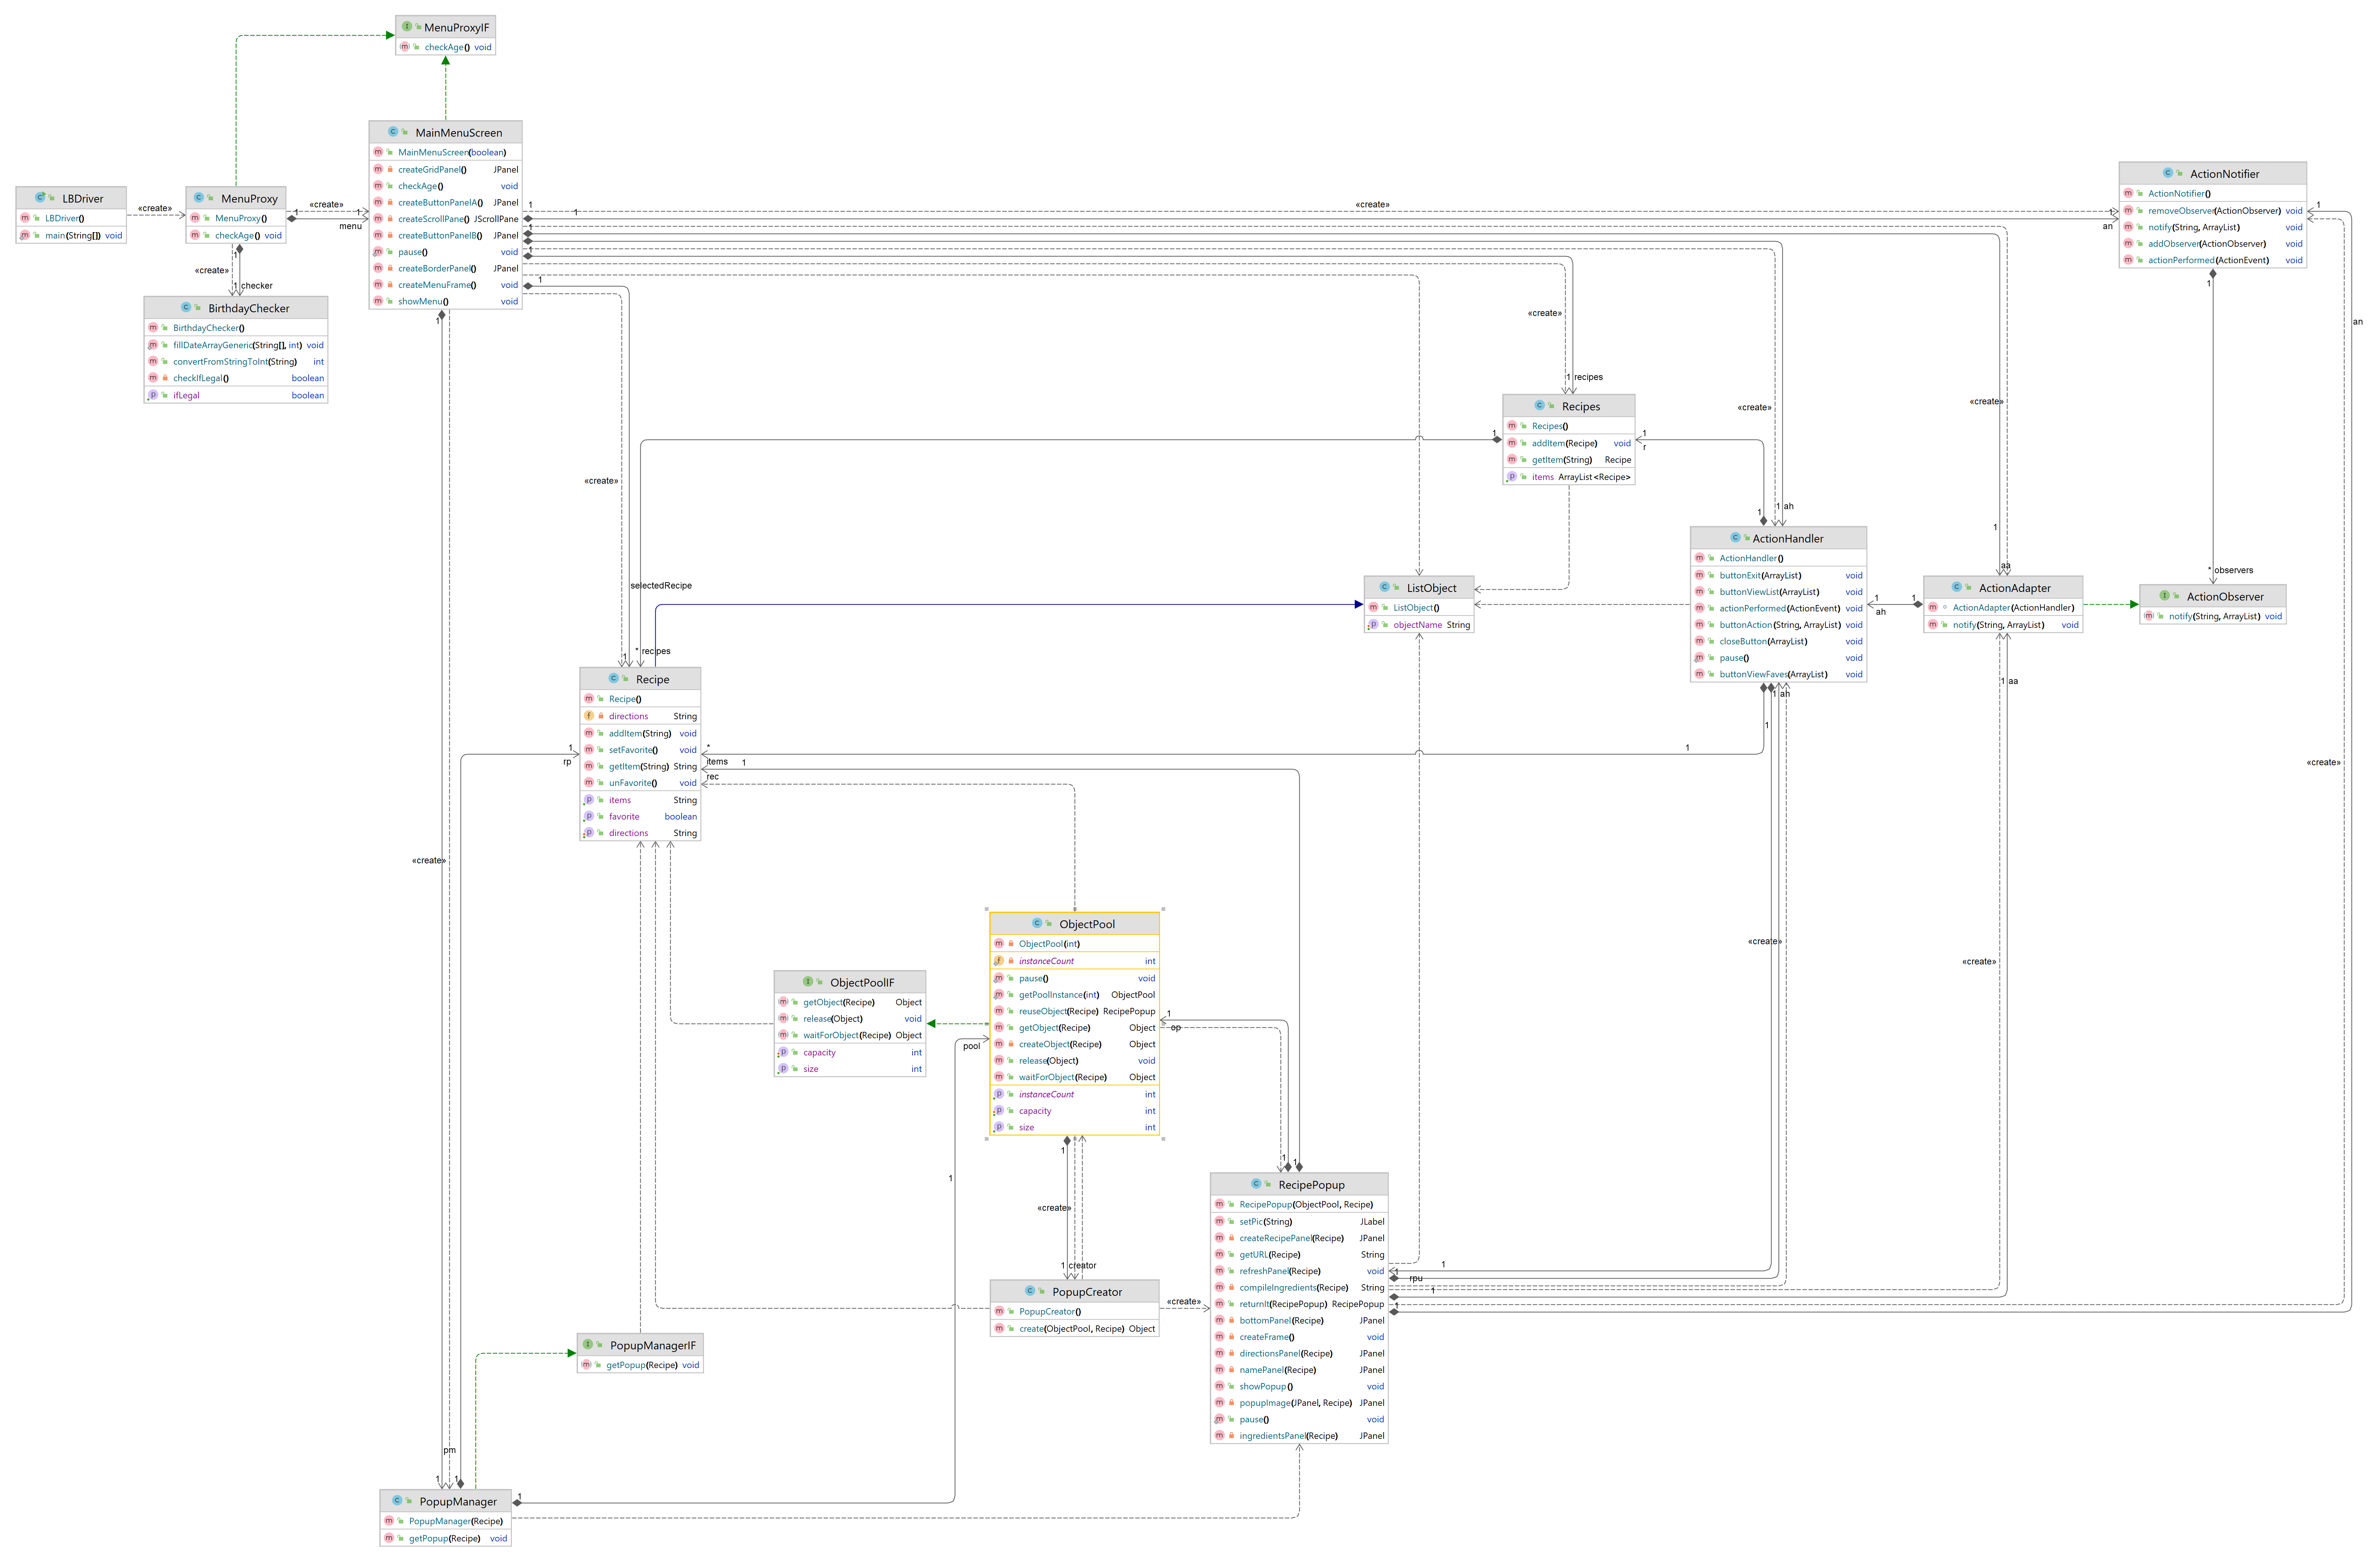 MenuProxyIF
checkAge() void
MainMenuScreen
MainMenuScreen(boolean)
createGridPanel() JPanel
checkAge() void
createButtonPanelA() JPanel
createScrollPane() JScrollPane
createButtonPanelB() JPanel
pause() void
createBorderPanel() JPanel
createMenuFrame() void
showMenu() void
LBDriver
LBDriver()
main(String[]) void
«create»
MenuProxy
MenuProxy()
checkAge() void
«create»
1
1
menu
«create»
1
1 checker
BirthdayChecker
BirthdayChecker()
fillDateArrayGeneric(String[], int) void
convertFromStringToInt(String) int
checkIfLegal() boolean
ifLegal boolean
ActionNotifier
ActionNotifier()
removeObserver(ActionObserver) void
notify(String, ArrayList) void
addObserver(ActionObserver) void
actionPerformed(ActionEvent) void
1
1
«create»
1
an
1
1
1
1
1
1
an
«create»
1 recipes
Recipes
Recipes()
addItem(Recipe) void
getItem(String) Recipe
items ArrayList<Recipe>
1
1
r
«create»
«create»
1 ah
1
aa
* observers
1
ActionHandler
ActionHandler()
buttonExit(ArrayList) void
buttonViewList(ArrayList) void
actionPerformed(ActionEvent) void
buttonAction(String, ArrayList) void
closeButton(ArrayList) void
pause() void
buttonViewFaves(ArrayList) void
ListObject
ListObject()
objectName String
ActionAdapter
ActionAdapter(ActionHandler)
notify(String, ArrayList) void
1
1
ah
ActionObserver
notify(String, ArrayList) void
«create»
selectedRecipe
* recipes
1
Recipe
Recipe()
directions String
addItem(String) void
setFavorite() void
getItem(String) String
unFavorite() void
items String
favorite boolean
directions String
1
rp
*
items
1
rec
1
1
1 ah
1 aa
«create»
«create»
«create»
«create»
ObjectPool
ObjectPool(int)
instanceCount int
pause() void
getPoolInstance(int) ObjectPool
reuseObject(Recipe) RecipePopup
getObject(Recipe) Object
createObject(Recipe) Object
release(Object) void
waitForObject(Recipe) Object
instanceCount int
capacity int
size int
ObjectPoolIF
getObject(Recipe) Object
release(Object) void
waitForObject(Recipe) Object
capacity int
size int
pool
1
op
1
1
1
1
«create»
1 creator
PopupCreator
PopupCreator()
create(ObjectPool, Recipe) Object
«create»
RecipePopup
RecipePopup(ObjectPool, Recipe)
setPic(String) JLabel
createRecipePanel(Recipe) JPanel
getURL(Recipe) String
refreshPanel(Recipe) void
compileIngredients(Recipe) String
returnIt(RecipePopup) RecipePopup
bottomPanel(Recipe) JPanel
createFrame() void
directionsPanel(Recipe) JPanel
namePanel(Recipe) JPanel
showPopup() void
popupImage(JPanel, Recipe) JPanel
pause() void
ingredientsPanel(Recipe) JPanel
1
1
rpu
1
1
PopupManagerIF
getPopup(Recipe) void
pm
1
1
1
PopupManager
PopupManager(Recipe)
getPopup(Recipe) void